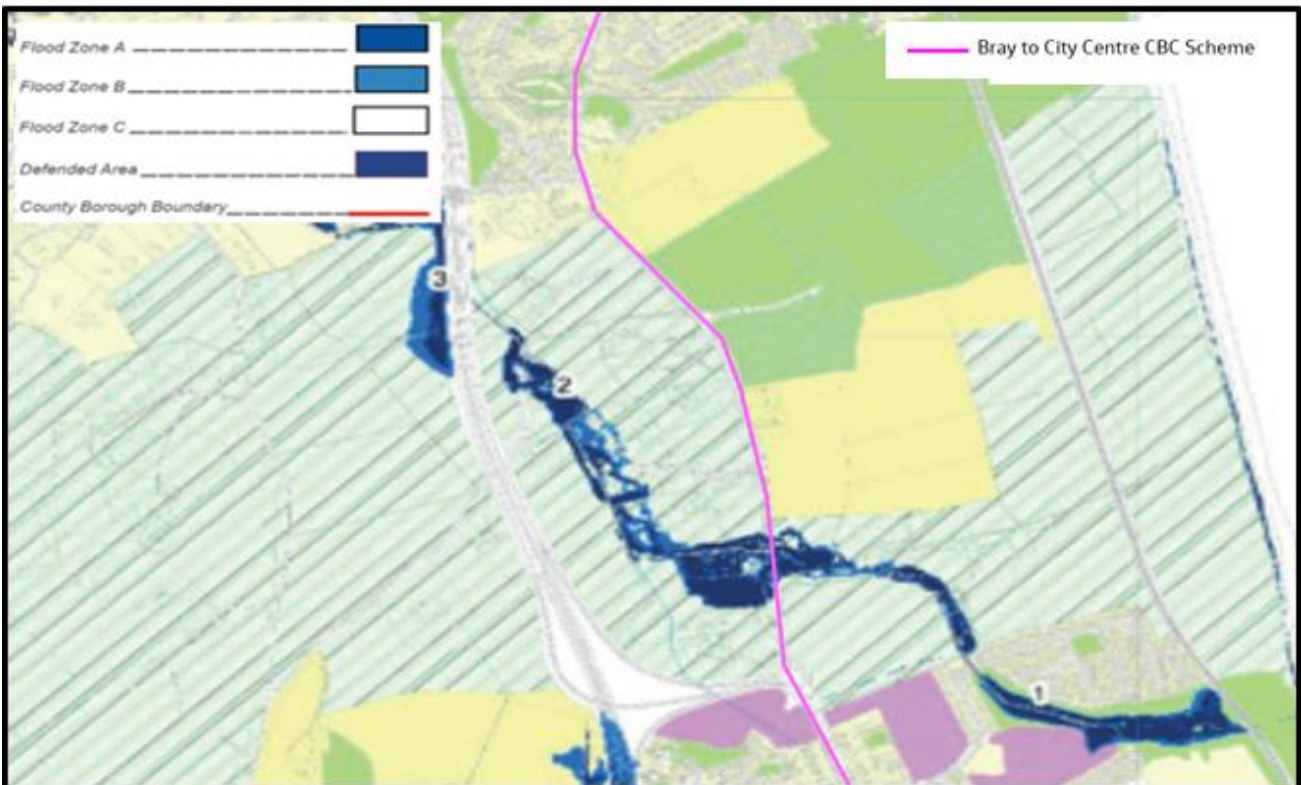 Flood Zone A
Flood Zone B
Flood Zone C
Defended Area
County Borough Boundary
Bray to City Centre CBC Scheme
3
2
1